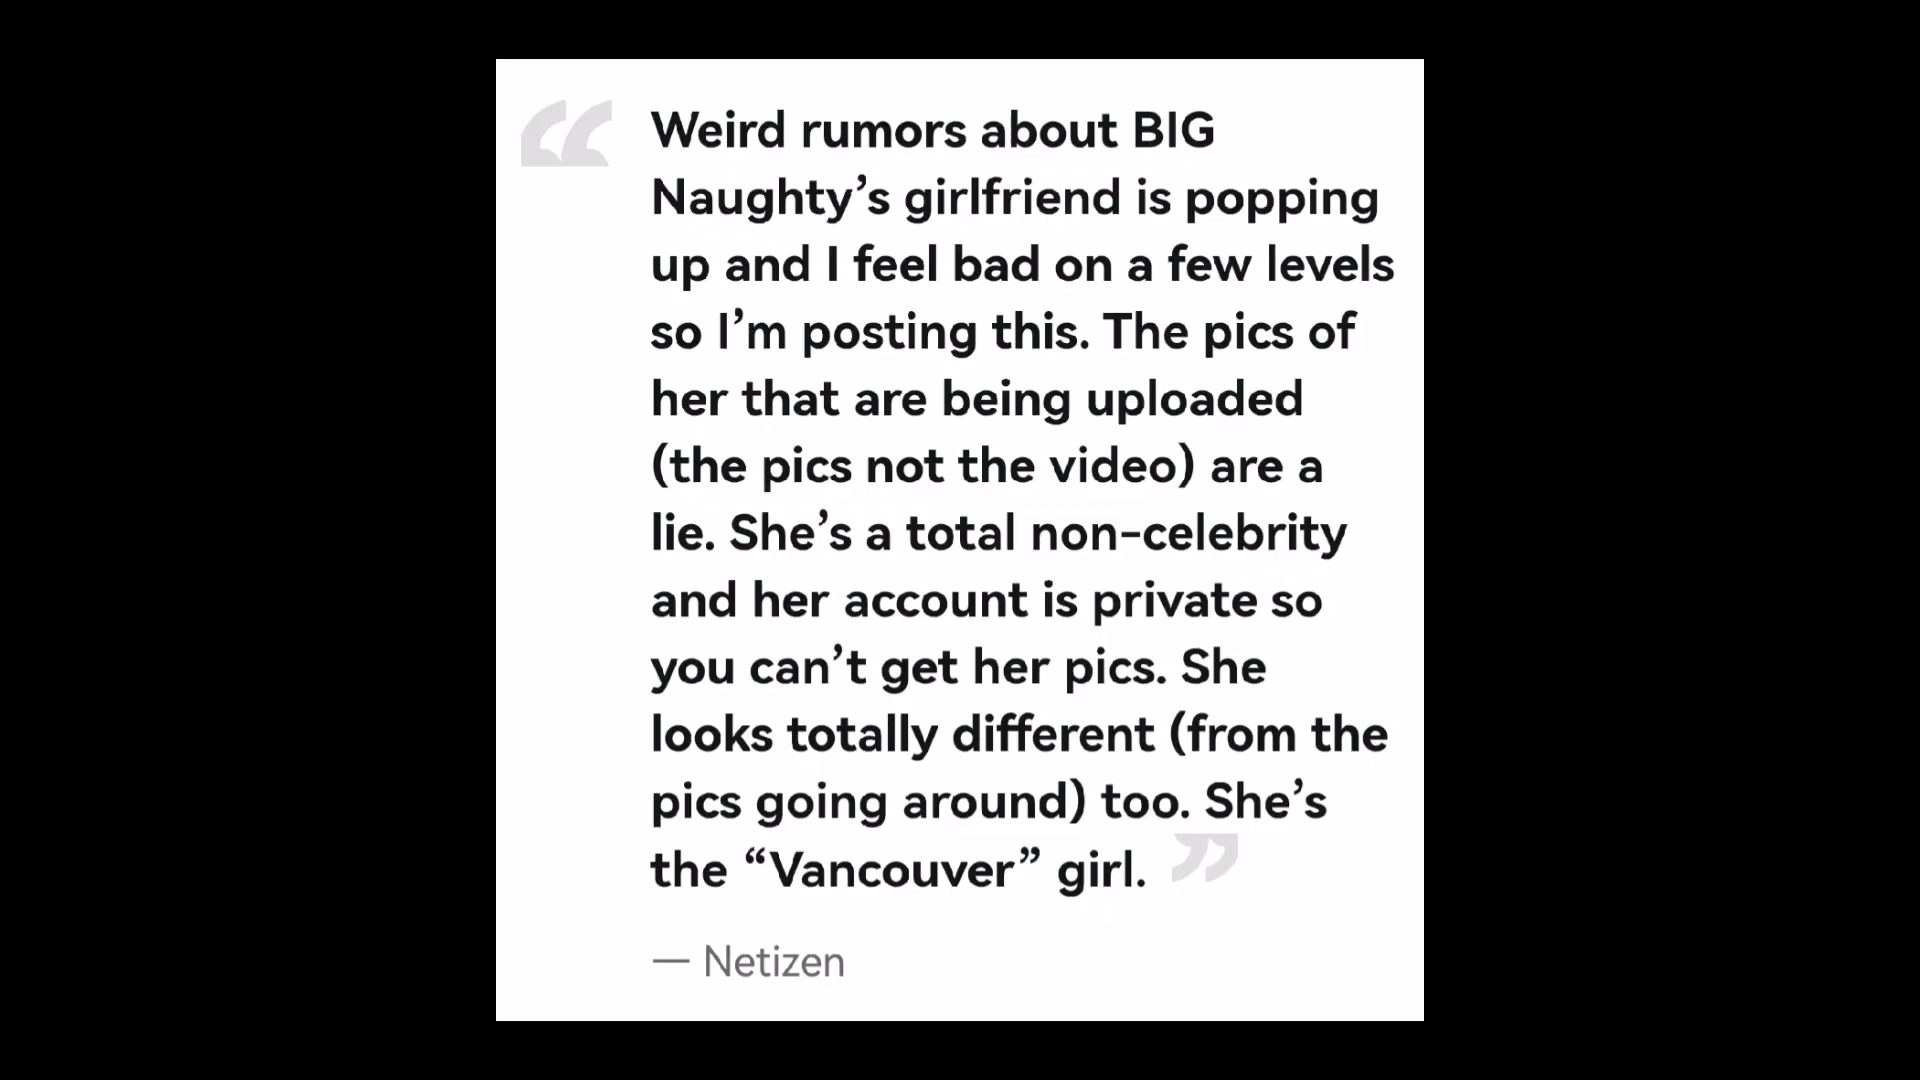 “ Weird rumors about BIG
Naughty’s girlfriend is popping
up and I feel bad on a few levels
so I’m posting this. The pics of
her that are being uploaded
(the pics not the video) are a
lie. She’s a total non-celebrity
and her account is private so
you can’t get her pics. She
looks totally different (from the
pics going around) too. She’s
the “Vancouver” girl. ”
— Netizen